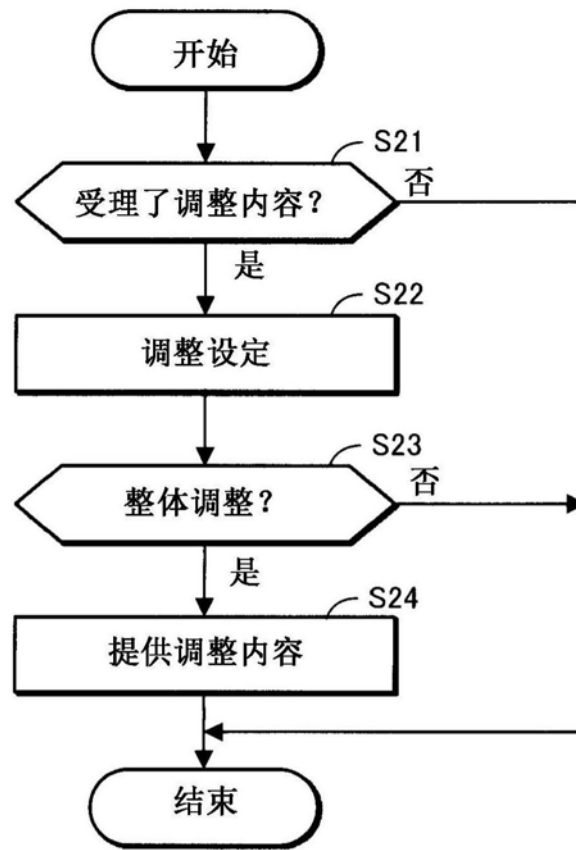 开始
S21
受理了调整内容？
否
是
S22
调整设定
S23
整体调整？
否
是
S24
提供调整内容
结束